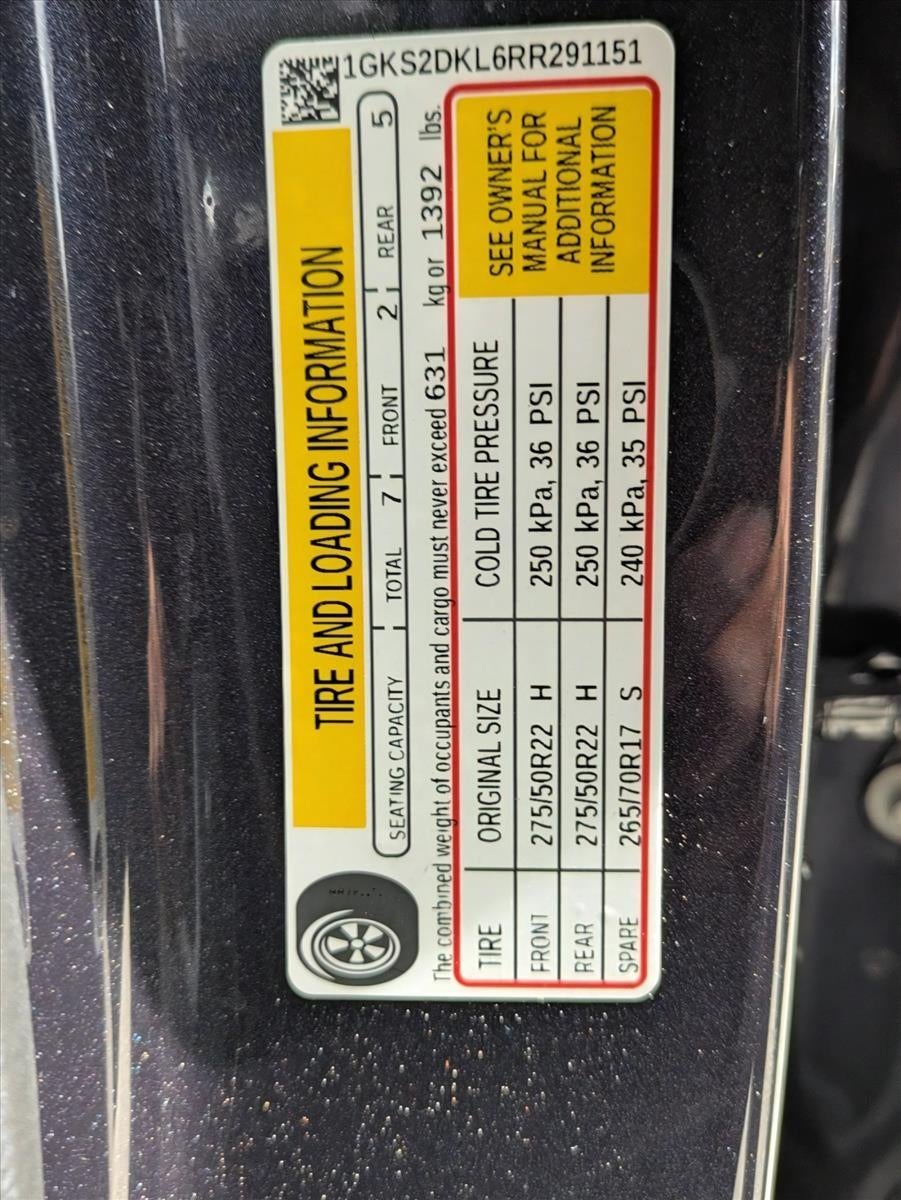 1GKS2DKL6RR291151
TIRE AND LOADING INFORMATION
SEATING CAPACITY TOTAL 7 FRONT 2 REAR 5
The combined weight of occupants and cargo must never exceed 631 kg or 1392 lbs.
TIRE ORIGINAL SIZE COLD TIRE PRESSURE
FRONT 275/50R22 H 250 kPa, 36 PSI
REAR 275/50R22 H 250 kPa, 36 PSI
SPARE 265/70R17 S 240 kPa, 35 PSI
SEE OWNER'S
MANUAL FOR
ADDITIONAL
INFORMATION